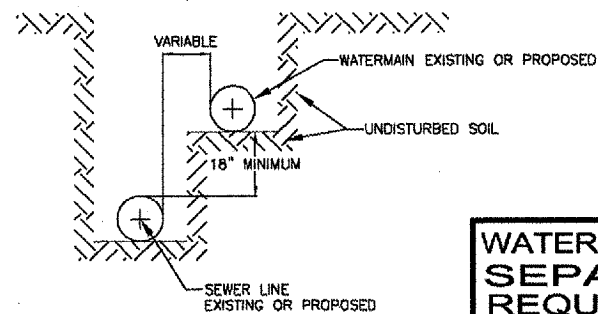 VARIABLE
WATERMAIN EXISTING OR PROPOSED
UNDISTURBED SOIL
18" MINIMUM
SEWER LINE
EXISTING OR PROPOSED
WATER
SEPA
REQU